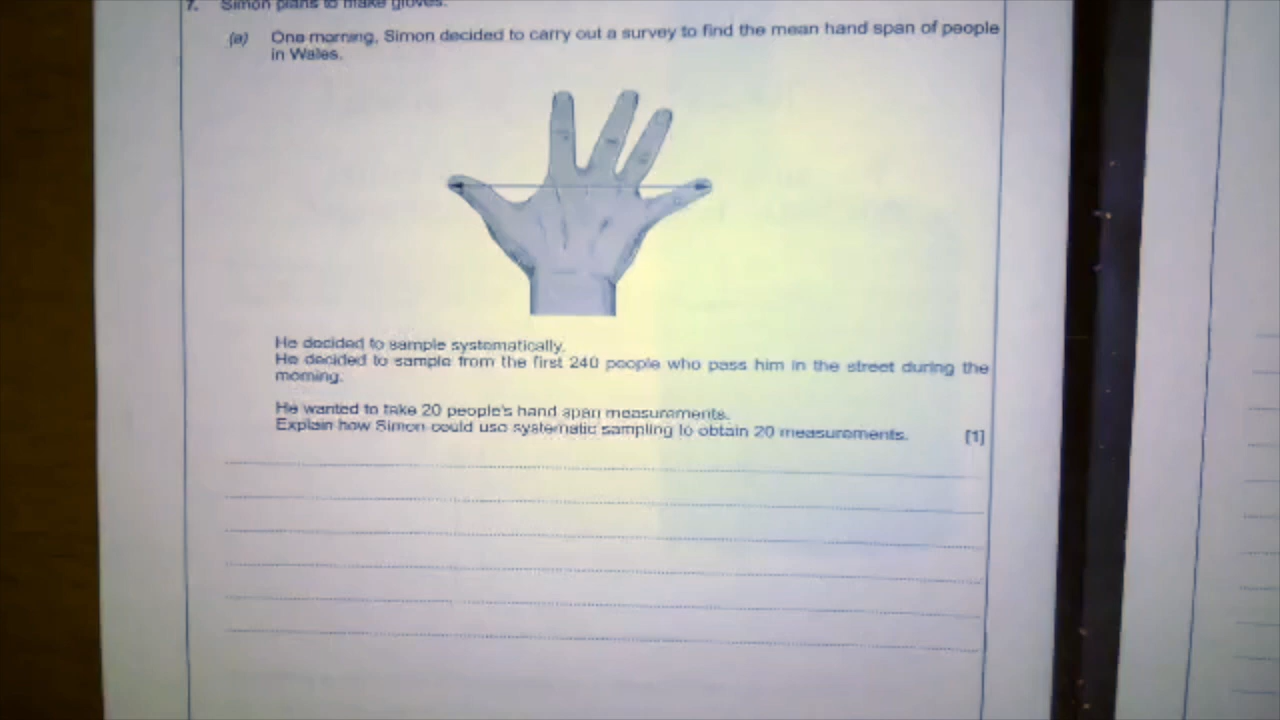 7. Simon plans to make gloves.
(a) One morning, Simon decided to carry out a survey to find the mean hand span of people
in Wales.
He decided to sample systematically.
He decided to sample from the first 240 people who pass him in the street during the
morning.
He wanted to take 20 people's hand span measurements.
Explain how Simon could use systematic sampling to obtain 20 measurements. [1]